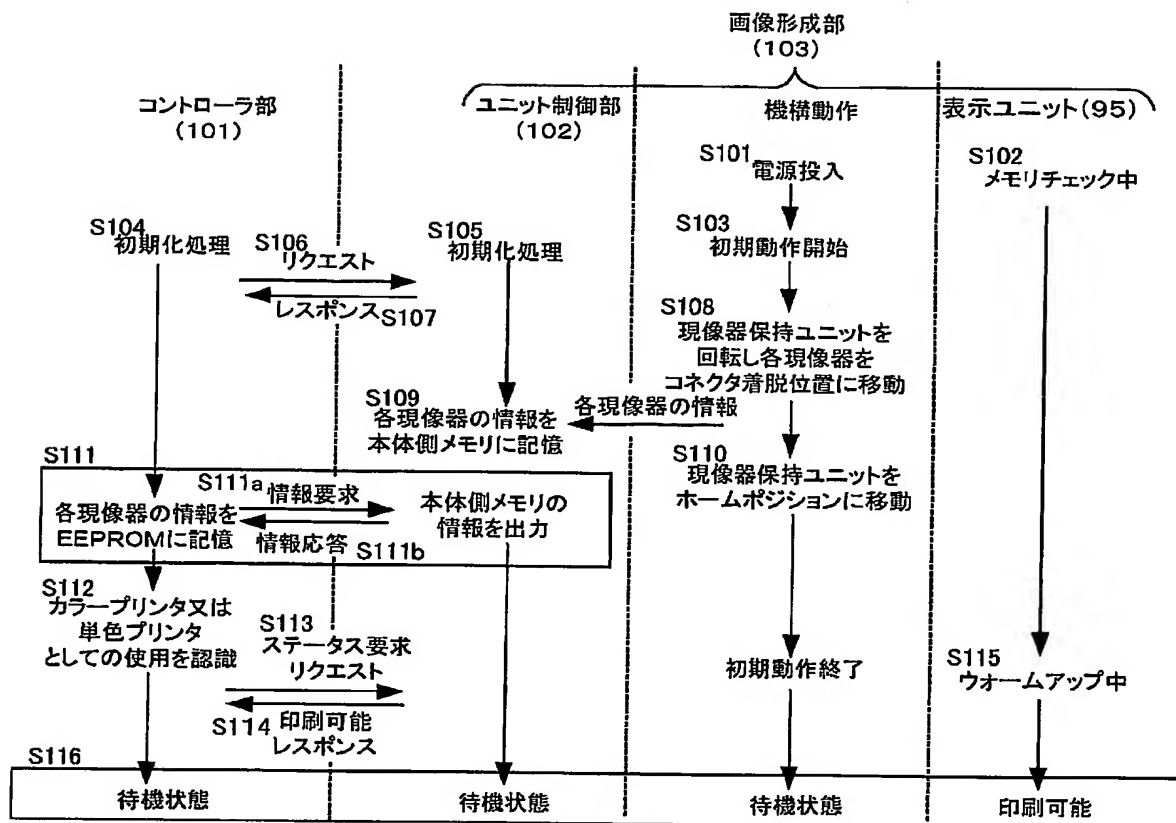 画像形成部
(103)
コントローラ部
(101)
ユニット制御部
(102)
機構動作
表示ユニット(95)
S101
電源投入
S102
メモリチェック中
S103
初期動作開始
S104
初期化処理
S105
初期化処理
S106
リクエスト
レスポンス
S107
S108
現像器保持ユニットを
回転し各現像器を
コネクタ着脱位置に移動
S109
各現像器の情報を
本体側メモリに記憶
各現像器の情報
S110
現像器保持ユニットを
ホームポジションに移動
S111
S111a
情報要求
各現像器の情報を
EEPROMに記憶
情報応答
S111b
本体側メモリの
情報を出力
S112
カラープリンタ又は
単色プリンタ
としての使用を認識
S113
ステータス要求
リクエスト
S114
印刷可能
レスポンス
初期動作終了
S115
ウォームアップ中
S116
待機状態
待機状態
待機状態
印刷可能